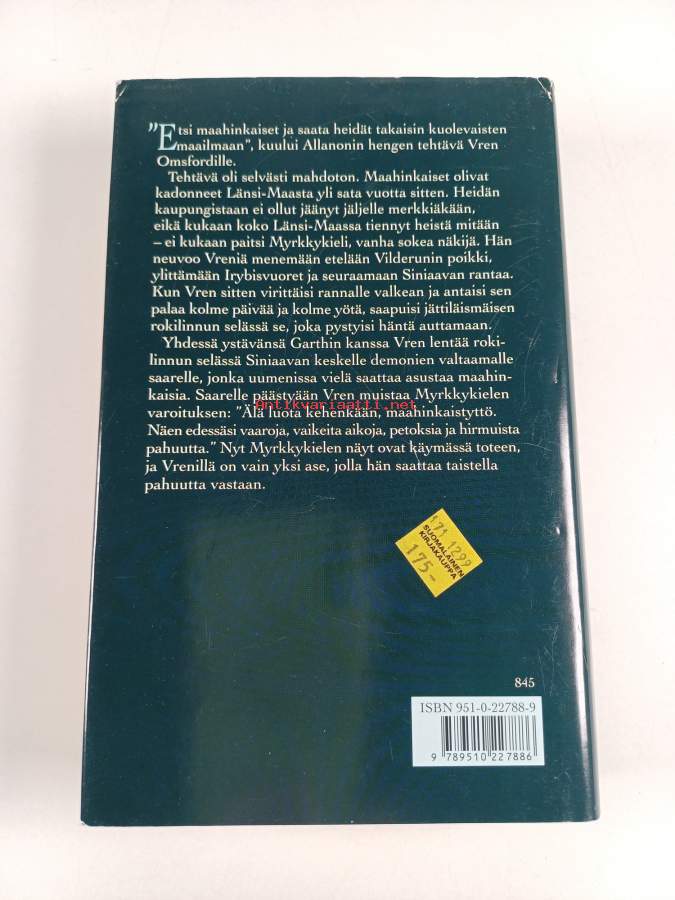 "Etsi maahinkaiset ja saata heidät takaisin kuolevaisten
maailmaan", kuului Allanonin hengen tehtävä Vren
Omsfordille.
Tehtävä oli selvästi mahdoton. Maahinkaiset olivat
kadonneet Länsi-Maasta yli sata vuotta sitten. Heidän
kaupungistaan ei ollut jäänyt jäljelle merkkiäkään,
eikä kukaan koko Länsi-Maassa tiennyt heistä mitään
– ei kukaan paitsi Myrkkykieli, vanha sokea näkijä. Hän
neuvoo Vreniä menemään etelään Vilderunin poikki,
ylittämään Irybisvuoret ja seuraamaan Siniaavan rantaa.
Kun Vren sitten virittäisi rannalle valkean ja antaisi sen
palaa kolme päivää ja kolme yötä, saapuisi jättiläismäisen
rokilinnun selässä se, joka pystyisi häntä auttamaan.
Yhdessä ystävänsä Garthin kanssa Vren lentää roki-
linnun selässä Siniaavan keskelle demonien valtaamalle
saarelle, jonka uumenissa vielä saattaa asustaa maahin-
kaisia. Saarelle päästyään Vren muistaa Myrkkykielen
varoituksen: "Älä luota kehenkään, maahinkaistyttö.
Näen edessäsi vaaroja, vaikeita aikoja, petoksia ja hirmuista
pahuutta." Nyt Myrkkykielen näyt ovat käymässä toteen,
ja Vrenillä on vain yksi ase, jolla hän saattaa taistella
pahuutta vastaan.
Antikvariaatti.net
171 1299
SUOMALAINEN
KIRJAKAUPPA
175-
845
ISBN 951-0-22788-9
9 789510 227886